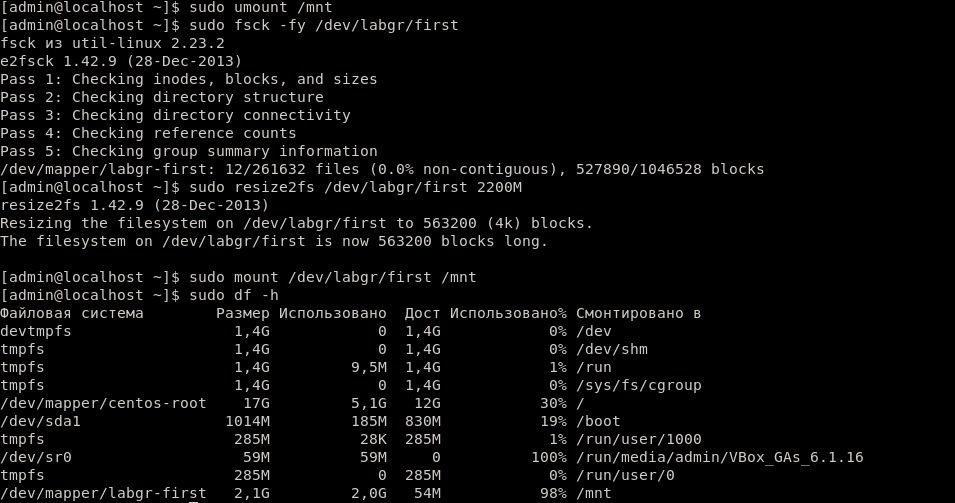 [admin@localhost ~]$ sudo umount /mnt
[admin@localhost ~]$ sudo fsck -fy /dev/labgr/first
fsck из util-linux 2.23.2
e2fsck 1.42.9 (28-Dec-2013)
Pass 1: Checking inodes, blocks, and sizes
Pass 2: Checking directory structure
Pass 3: Checking directory connectivity
Pass 4: Checking reference counts
Pass 5: Checking group summary information
/dev/mapper/labgr-first: 12/261632 files (0.0% non-contiguous), 527890/1046528 blocks
[admin@localhost ~]$ sudo resize2fs /dev/labgr/first 2200M
resize2fs 1.42.9 (28-Dec-2013)
Resizing the filesystem on /dev/labgr/first to 563200 (4k) blocks.
The filesystem on /dev/labgr/first is now 563200 blocks long.
[admin@localhost ~]$ sudo mount /dev/labgr/first /mnt
[admin@localhost ~]$ sudo df -h
Файловая система        Размер Использовано  Дост Использовано% Смонтировано в
devtmpfs                  1,4G            0  1,4G            0% /dev
tmpfs                     1,4G            0  1,4G            0% /dev/shm
tmpfs                     1,4G         9,5M  1,4G            1% /run
tmpfs                     1,4G            0  1,4G            0% /sys/fs/cgroup
/dev/mapper/centos-root    17G         5,1G   12G           30% /
/dev/sda1                1014M         185M  830M           19% /boot
tmpfs                     285M          28K  285M            1% /run/user/1000
/dev/sr0                   59M          59M     0          100% /run/media/admin/VBox_GAs_6.1.16
tmpfs                     285M            0  285M            0% /run/user/0
/dev/mapper/labgr-first   2,1G         2,0G   54M           98% /mnt